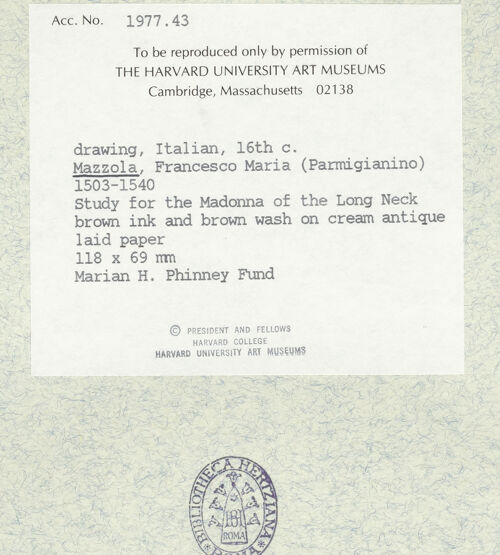 Acc. No. 1977.43
To be reproduced only by permission of
THE HARVARD UNIVERSITY ART MUSEUMS
Cambridge, Massachusetts 02138
drawing, Italian, 16th c.
Mazzola, Francesco Maria (Parmigianino)
1503-1540
Study for the Madonna of the Long Neck
brown ink and brown wash on cream antique
laid paper
118 x 69 mm
Marian H. Phinney Fund
© PRESIDENT AND FELLOWS
HARVARD COLLEGE
HARVARD UNIVERSITY ART MUSEUMS
BIBLIOTHECA HERTZIANA
ROMA
ROMA